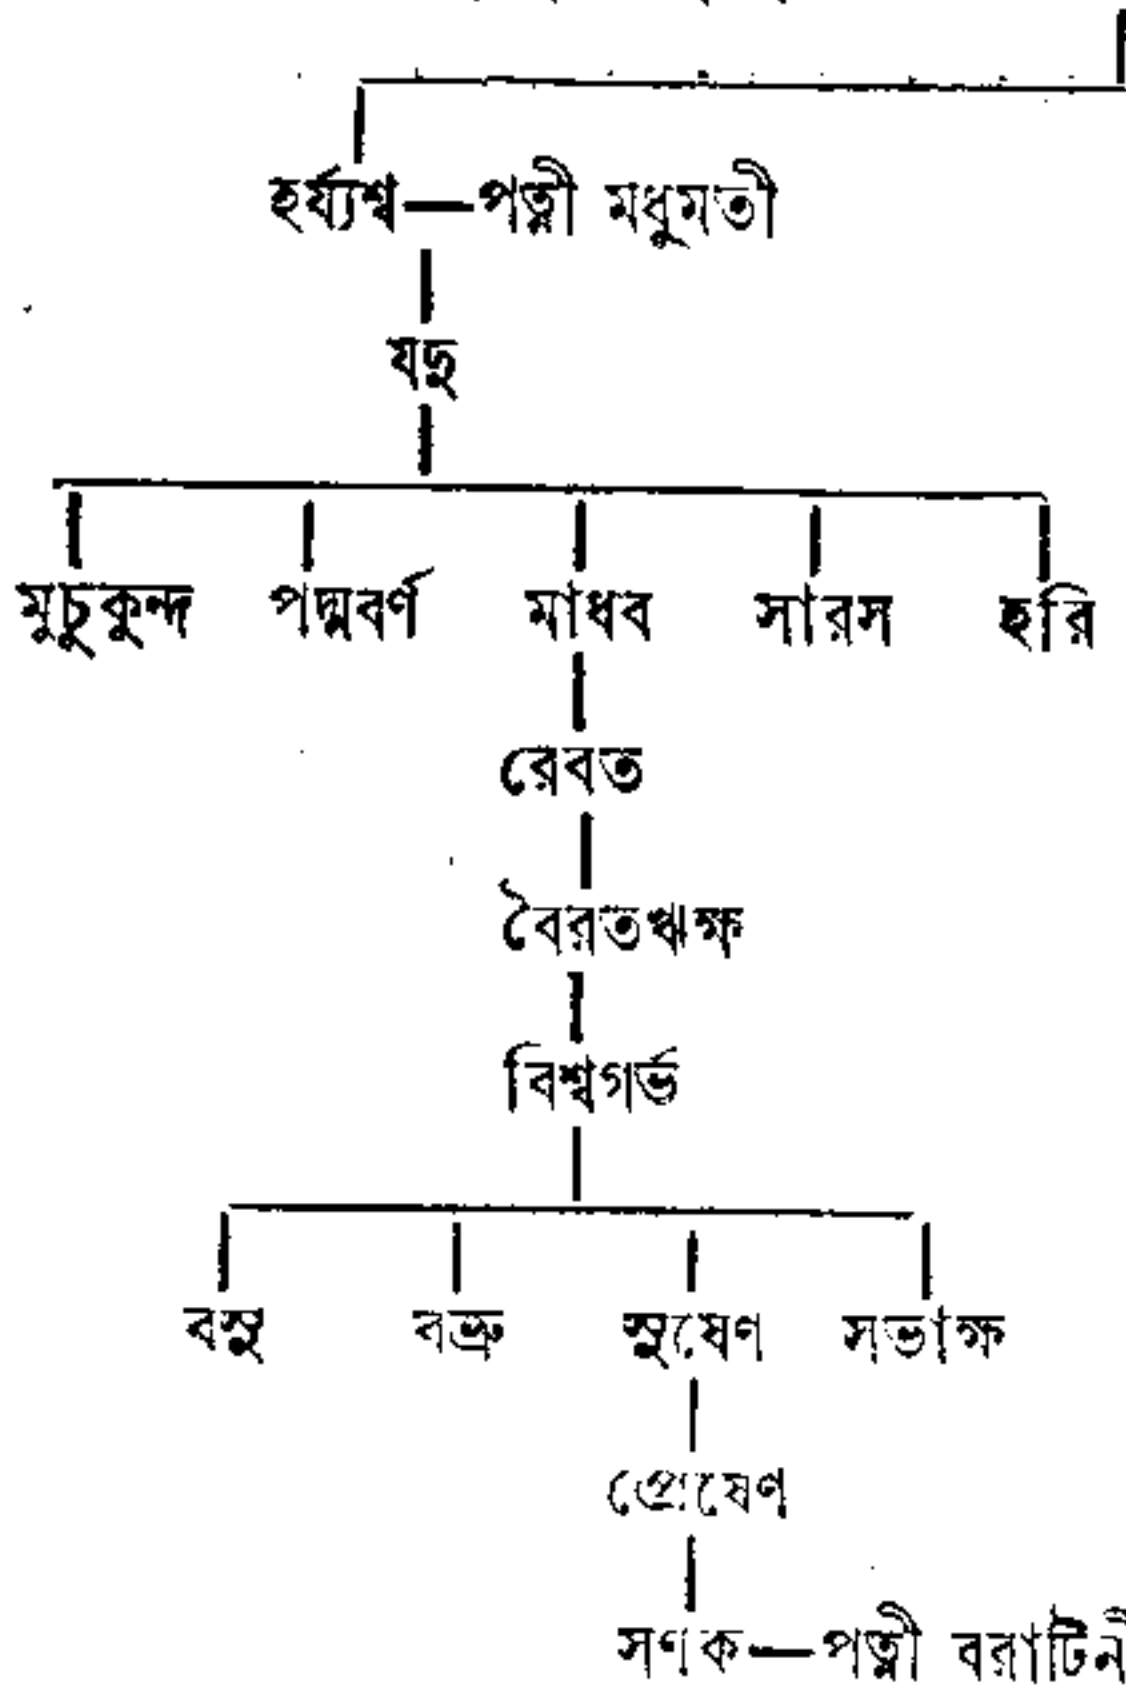 হর্য্যশ্ব—পত্নী মধুমতী
যদু
মুচুকুন্দ পদ্মবর্ণ মাধব সারস হরি
রেবত
বৈরতঋক্ষ
বিশ্বগর্ভ
বসু বভ্রু সুষেণ সভাক্ষ
প্রেষেণ
সণক—পত্নী বরাটিনী